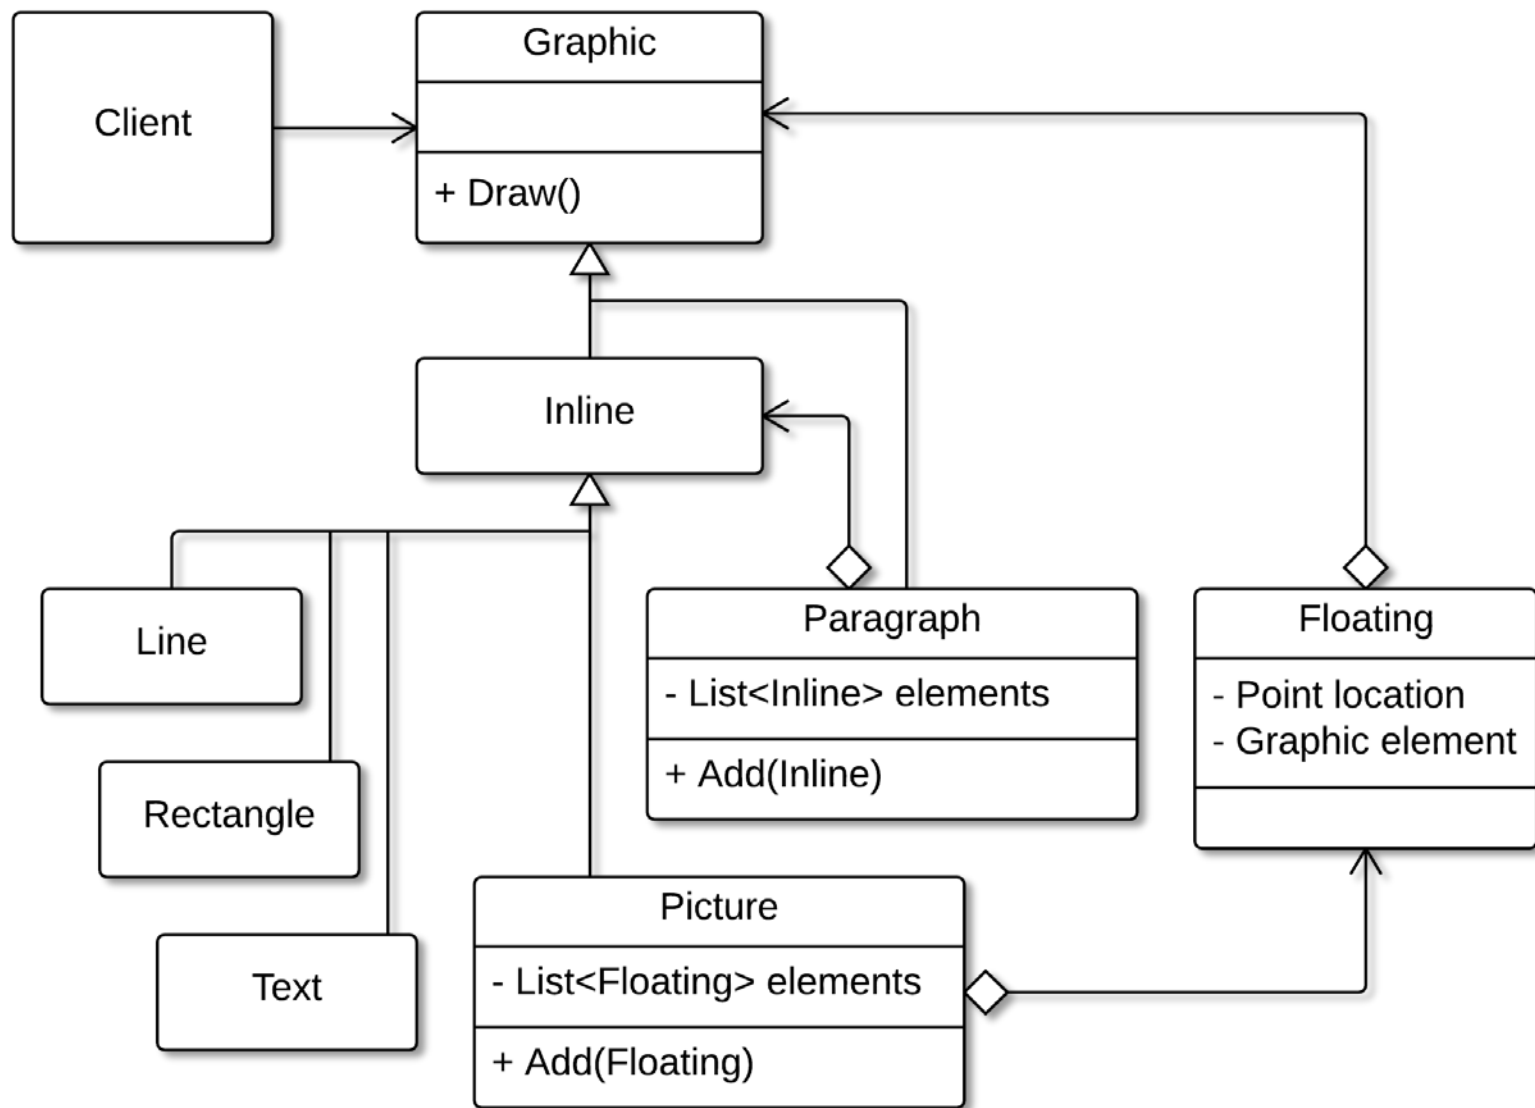 Client
Graphic
+ Draw()
Inline
Line
Rectangle
Text
Paragraph
- List<Inline> elements
+ Add(Inline)
Floating
- Point location
- Graphic element
Picture
- List<Floating> elements
+ Add(Floating)